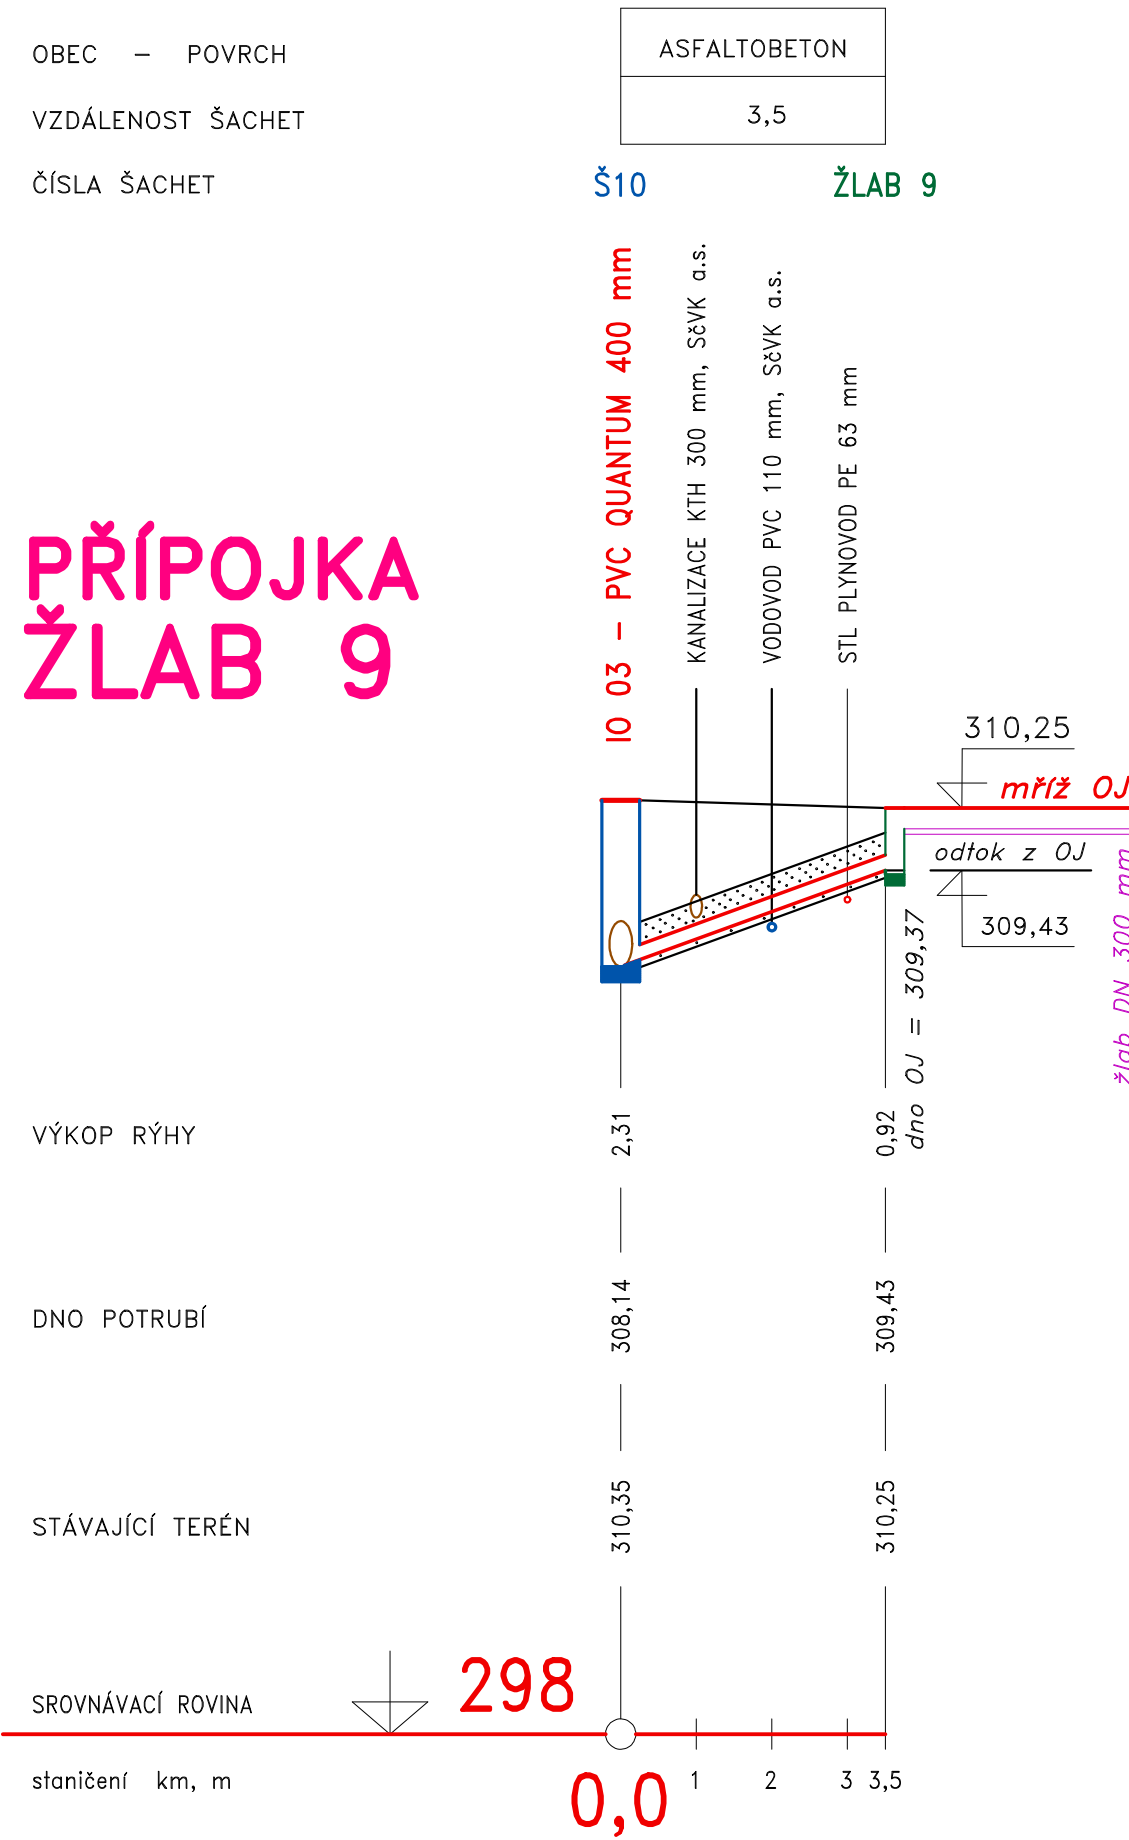 OBEC – POVRCH
ASFALTOBETON
VZDÁLENOST ŠACHET
3,5
ČÍSLA ŠACHET
Š10
ŽLAB 9
IO 03 – PVC QUANTUM 400 mm
KANALIZACE KTH 300 mm, SčVK a.s.
VODOVOD PVC 110 mm, SčVK a.s.
STL PLYNOVOD PE 63 mm
PŘÍPOJKA
ŽLAB 9
310,25
mříž OJ
odtok z OJ
309,43
dno OJ = 309,37
žlab DN 300 mm
VÝKOP RÝHY
2,31
0,92
DNO POTRUBÍ
308,14
309,43
STÁVAJÍCÍ TERÉN
310,35
310,25
SROVNÁVACÍ ROVINA
298
staničení km, m
0,0
1
2
3
3,5